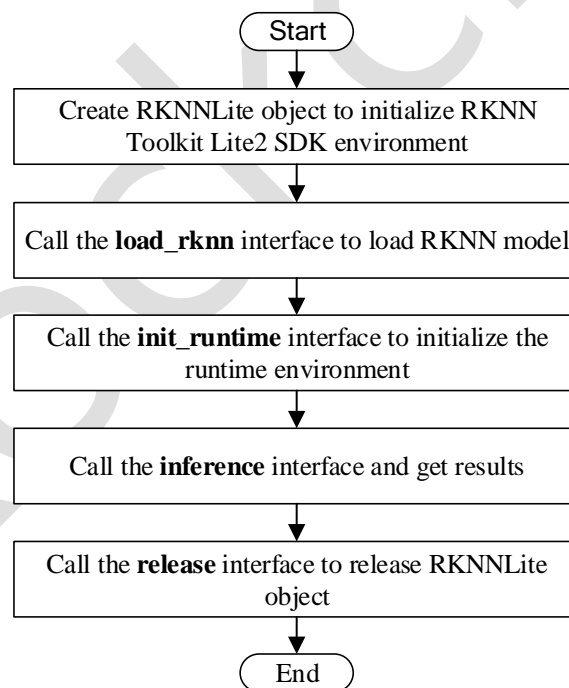 Start
Create RKNNLite object to initialize RKNN
Toolkit Lite2 SDK environment
Call the load_rknn interface to load RKNN model
Call the init_runtime interface to initialize the
runtime environment
Call the inference interface and get results
Call the release interface to release RKNNLite
object
End